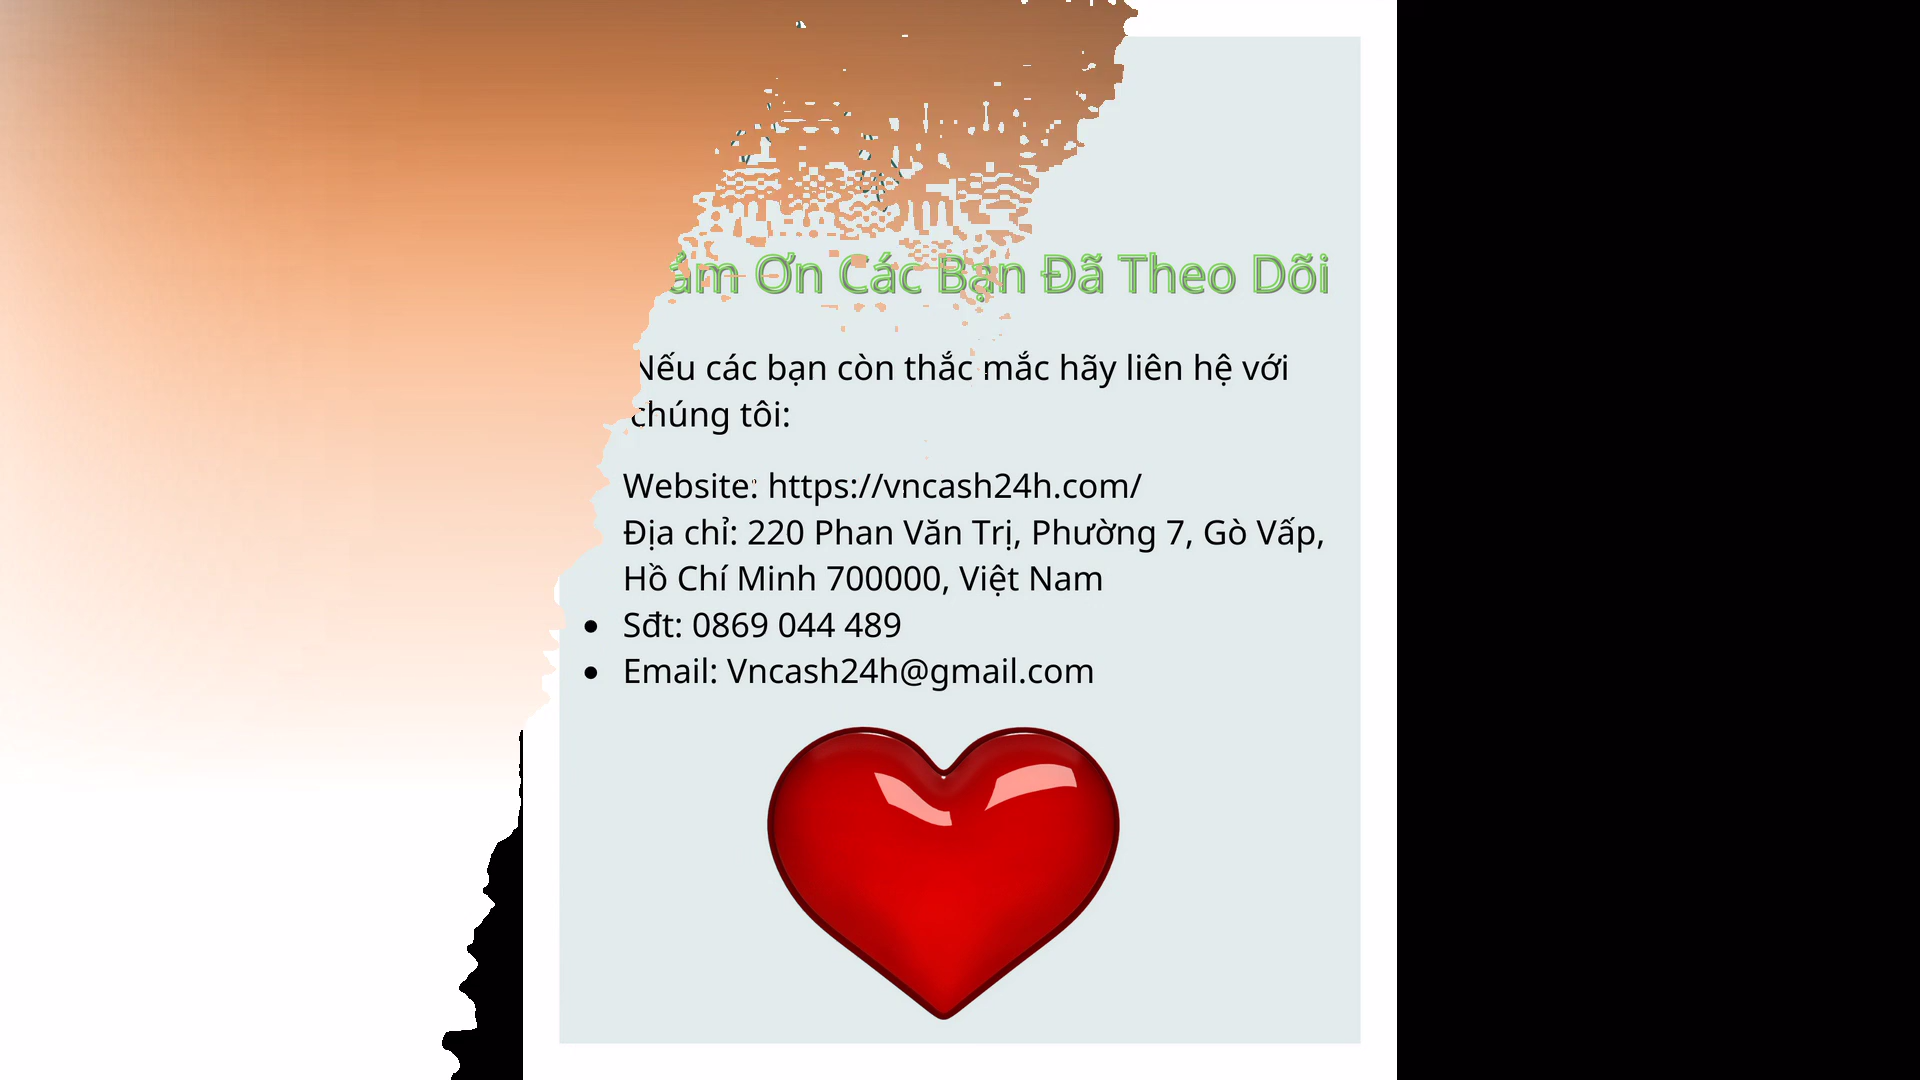 ảm Ơn Các Bạn Đã Theo Dõi
Nếu các bạn còn thắc mắc hãy liên hệ với
chúng tôi:
Website: https://vncash24h.com/
Địa chỉ: 220 Phan Văn Trị, Phường 7, Gò Vấp,
Hồ Chí Minh 700000, Việt Nam
• Sđt: 0869 044 489
• Email: Vncash24h@gmail.com